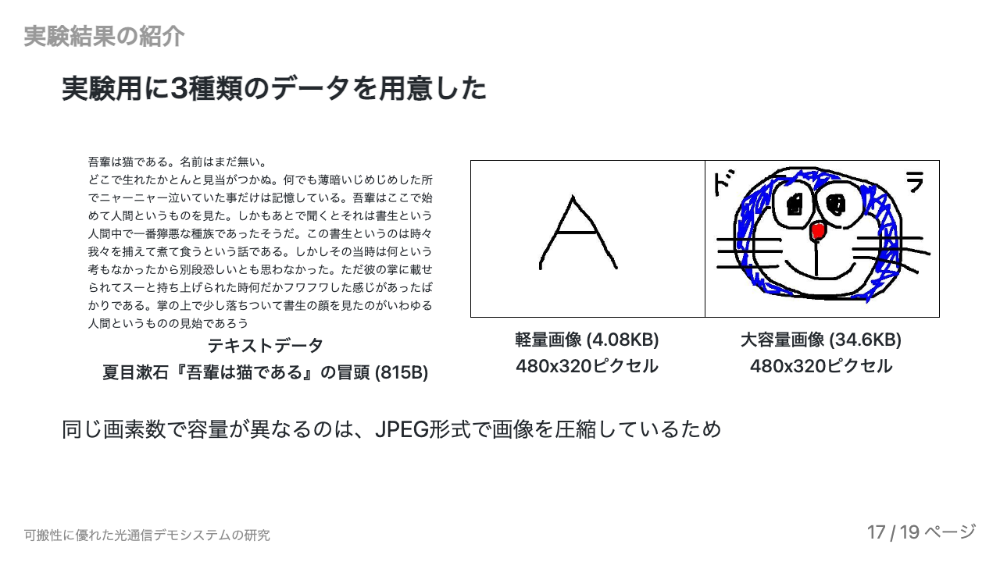 実験結果の紹介
実験用に3種類のデータを用意した
吾輩は猫である。名前はまだ無い。
どこで生れたかとんと見当がつかぬ。何でも薄暗いじめじめした所
でニャーニャー泣いていた事だけは記憶している。吾輩はここで始
めて人間というものを見た。しかもあとで聞くとそれは書生という
人間中で一番獰悪な種族であったそうだ。この書生というのは時々
我々を捕えて煮て食うという話である。しかしその当時は何という
考もなかったから別段恐しいとも思わなかった。ただ彼の掌に載せ
られてスーと持ち上げられた時何だかフワフワした感じがあったば
かりである。掌の上で少し落ちついて書生の顔を見たのがいわゆる
人間というものの見始であろう
テキストデータ
夏目漱石『吾輩は猫である』の冒頭 (815B)
A
軽量画像 (4.08KB)
480x320ピクセル
ド ラ
大容量画像 (34.6KB)
480x320ピクセル
同じ画素数で容量が異なるのは、JPEG形式で画像を圧縮しているため
可搬性に優れた光通信デモシステムの研究
17 / 19 ページ